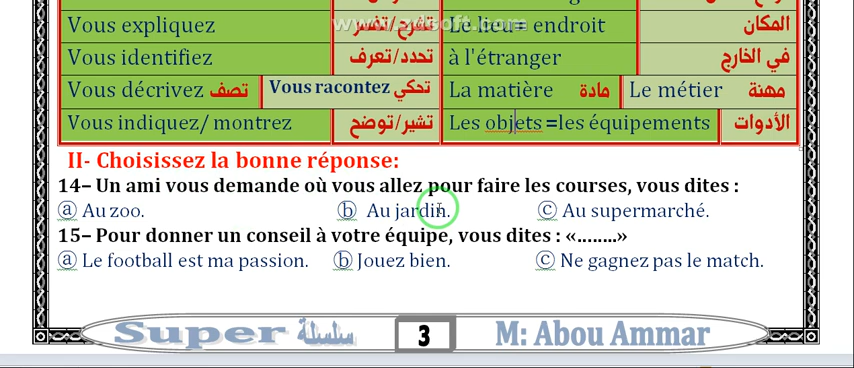 Vous expliquez تشرح/تفسر Le lieu= endroit المكان
www. soft.com
Vous identifiez تحدد/تعرف à l'étranger في الخارج
Vous décrivez تصف Vous racontez تحكي La matière مادة Le métier مهنة
Vous indiquez/ montrez تشير/توضح Les objets =les équipements الأدوات
II- Choisissez la bonne réponse:
14– Un ami vous demande où vous allez pour faire les courses, vous dites :
ⓐ Au zoo. ⓑ Au jardin. ⓒ Au supermarché.
15– Pour donner un conseil à votre équipe, vous dites : «........»
ⓐ Le football est ma passion. ⓑ Jouez bien. ⓒ Ne gagnez pas le match.
Super سلسلة 3 M: Abou Ammar